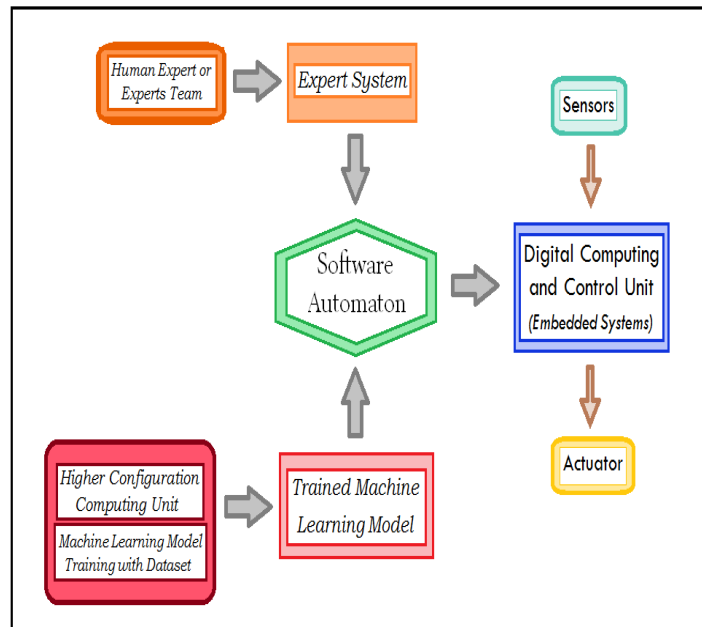 Human Expert or
Experts Team
Expert System
Sensors
Software
Automaton
Digital Computing
and Control Unit
(Embedded Systems)
Higher Configuration
Computing Unit
Machine Learning Model
Training with Dataset
Trained Machine
Learning Model
Actuator